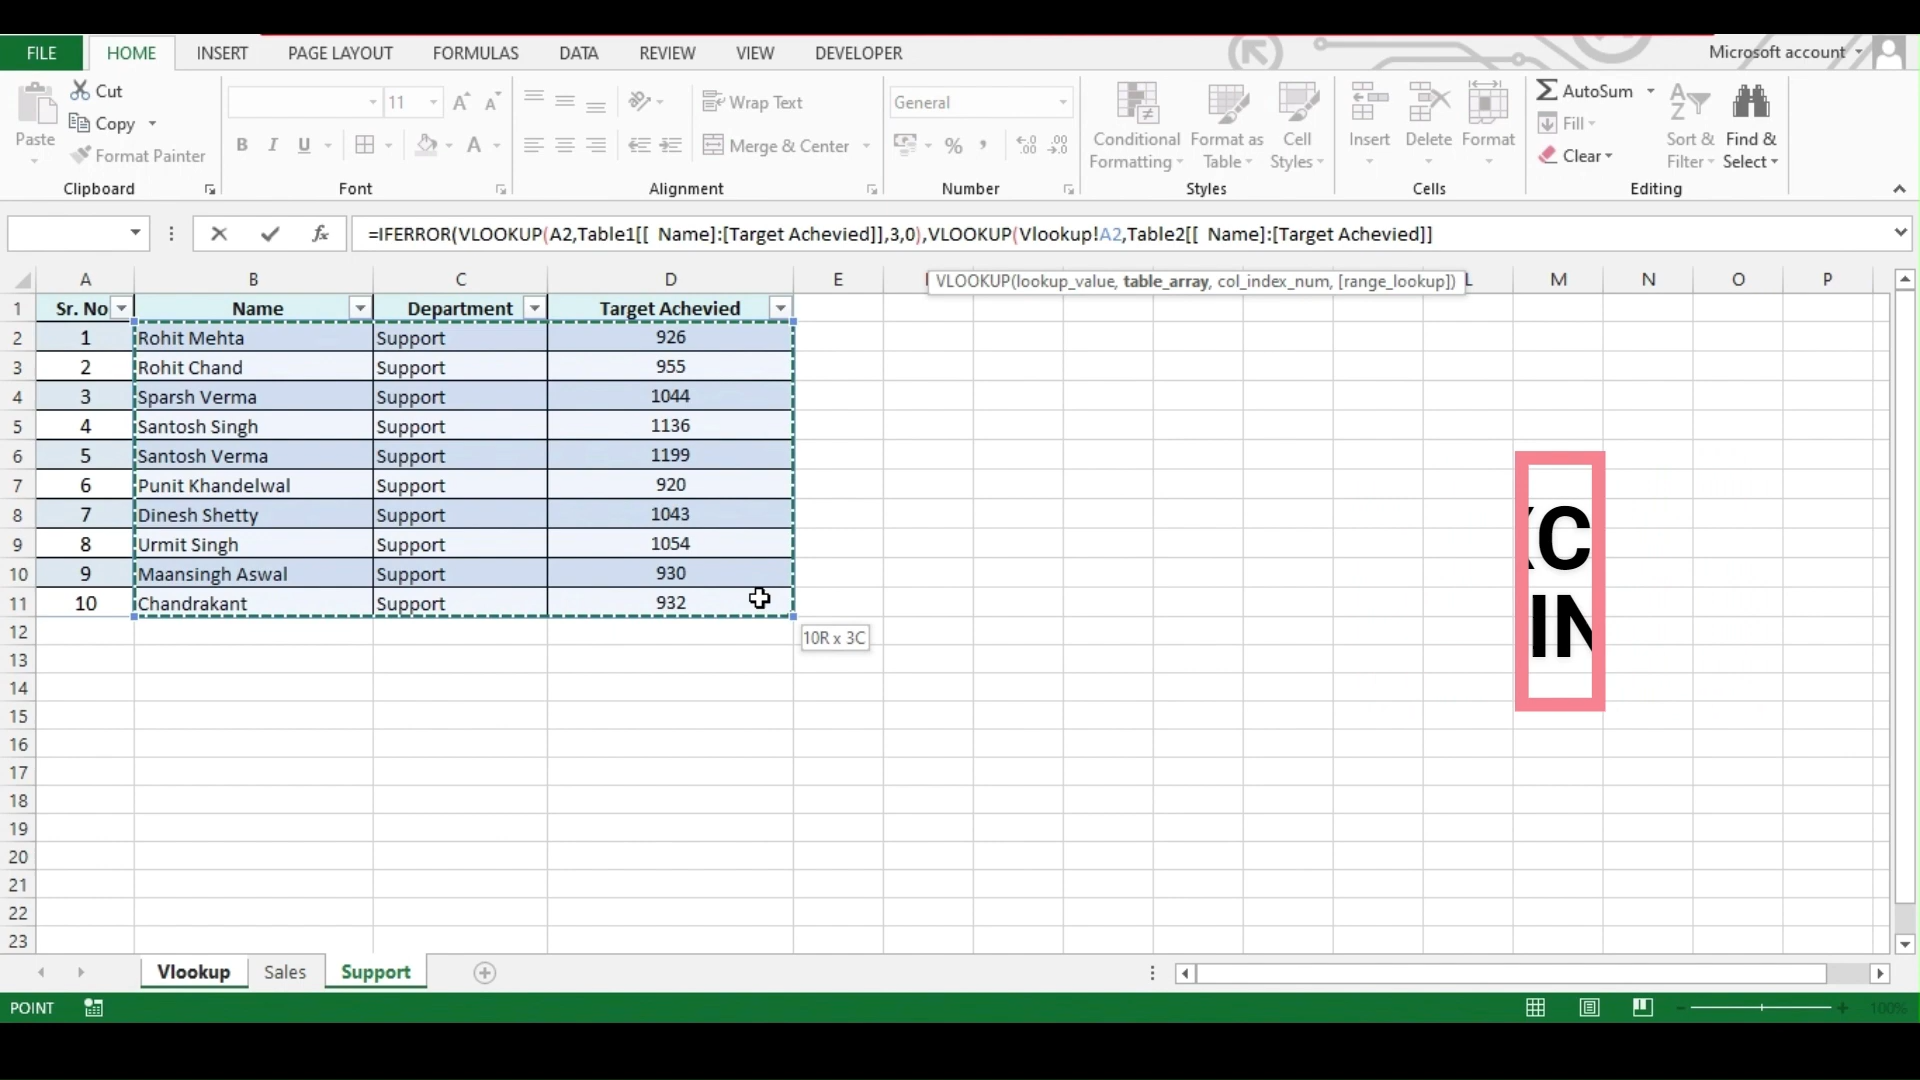 FILE HOME INSERT PAGE LAYOUT FORMULAS DATA REVIEW VIEW DEVELOPER Microsoft account
Paste Cut Copy Format Painter
Clipboard
11 B I U
Font
Wrap Text
Merge & Center
Alignment
General
%
Number
Conditional Formatting Format as Table Cell Styles
Styles
Insert Delete Format
Cells
AutoSum Fill Clear Sort & Filter Find & Select
Editing
=IFERROR(VLOOKUP(A2,Table1[[ Name]:[Target Achevied]],3,0),VLOOKUP(Vlookup!A2,Table2[[ Name]:[Target Achevied]]
VLOOKUP(lookup_value, table_array, col_index_num, [range_lookup])
A B C D E L M N O P
1 Sr. No Name Department Target Achevied
2 1 Rohit Mehta Support 926
3 2 Rohit Chand Support 955
4 3 Sparsh Verma Support 1044
5 4 Santosh Singh Support 1136
6 5 Santosh Verma Support 1199
7 6 Punit Khandelwal Support 920
8 7 Dinesh Shetty Support 1043
9 8 Urmit Singh Support 1054
10 9 Maansingh Aswal Support 930
11 10 Chandrakant Support 932
12
10R x 3C
13
14
15
16
17
18
19
20
21
22
23
Vlookup Sales Support
POINT 100%